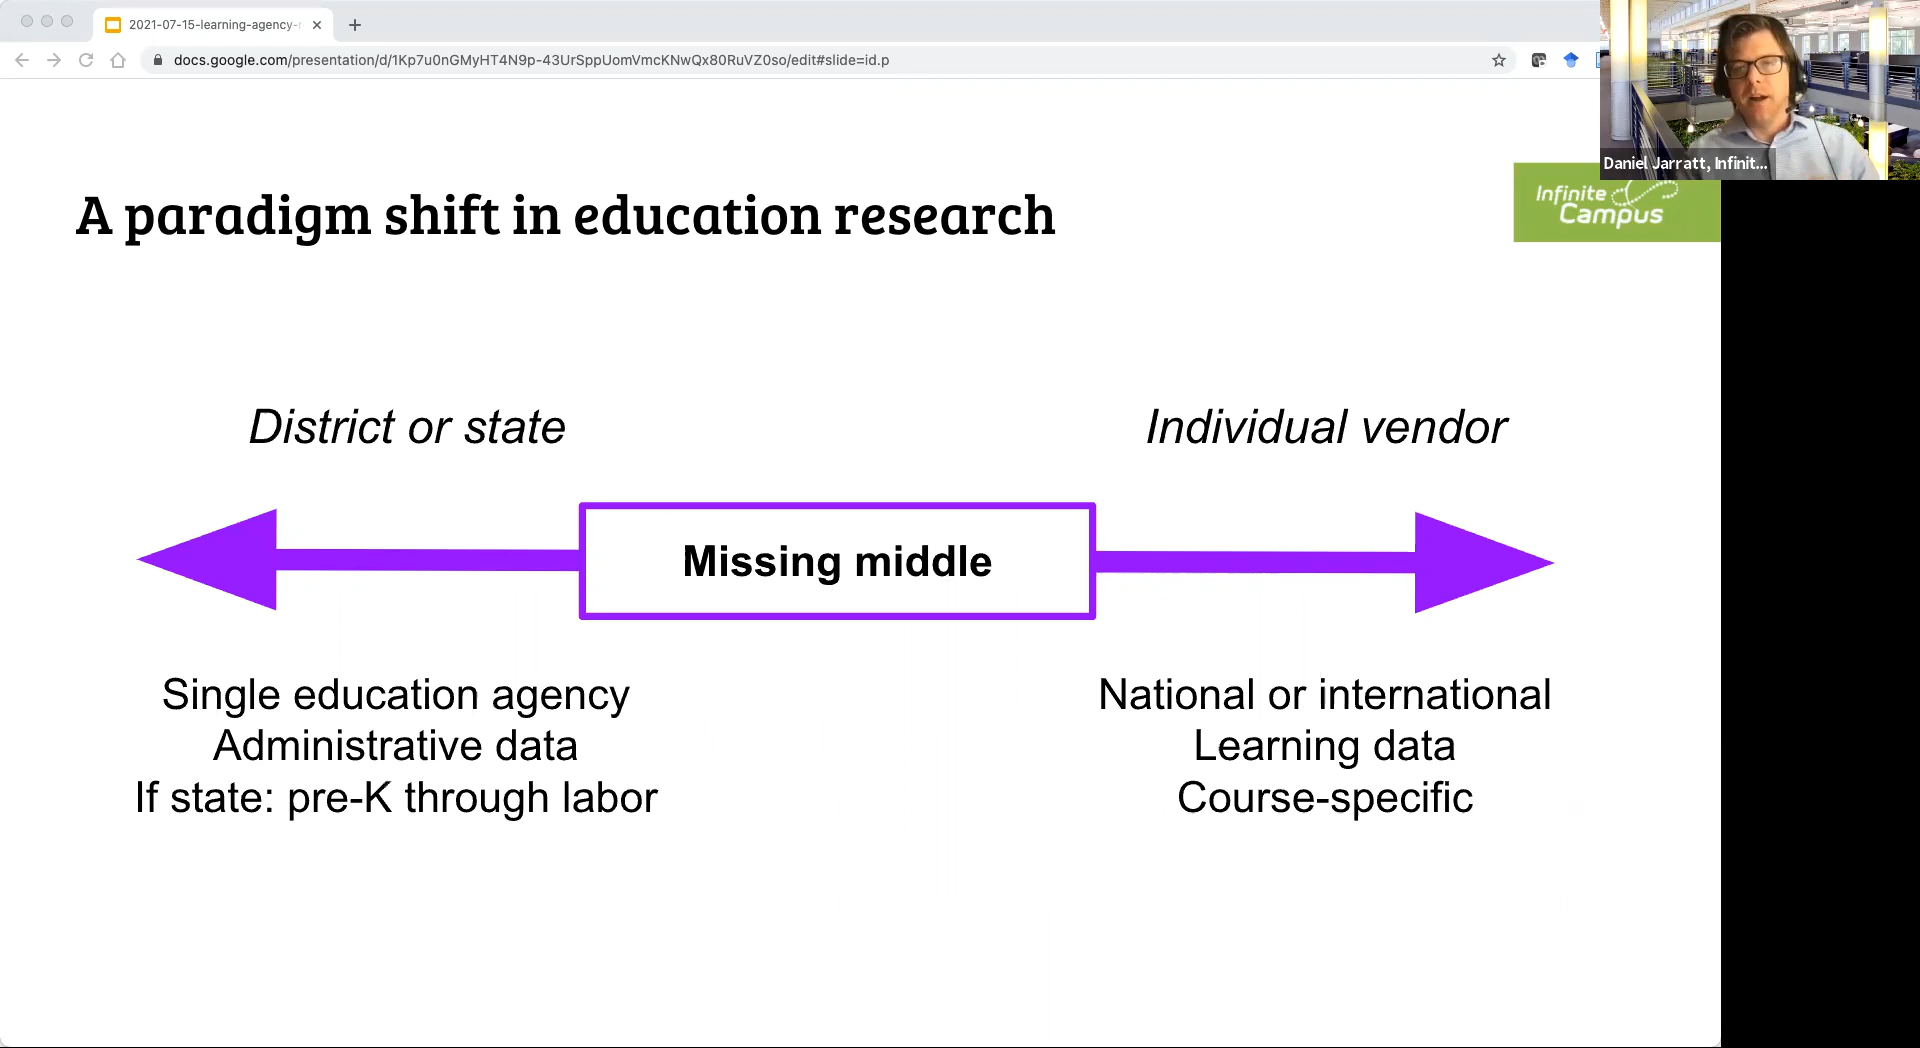 2021-07-15-learning-agency-
docs.google.com/presentation/d/1Kp7u0nGMyHT4N9p-43UrSppUomVmcKNwQx80RuVZ0so/edit#slide=id.p
Daniel Jarratt, Infinit...
Infinite
Campus
A paradigm shift in education research
District or state
Individual vendor
Missing middle
Single education agency
Administrative data
If state: pre-K through labor
National or international
Learning data
Course-specific